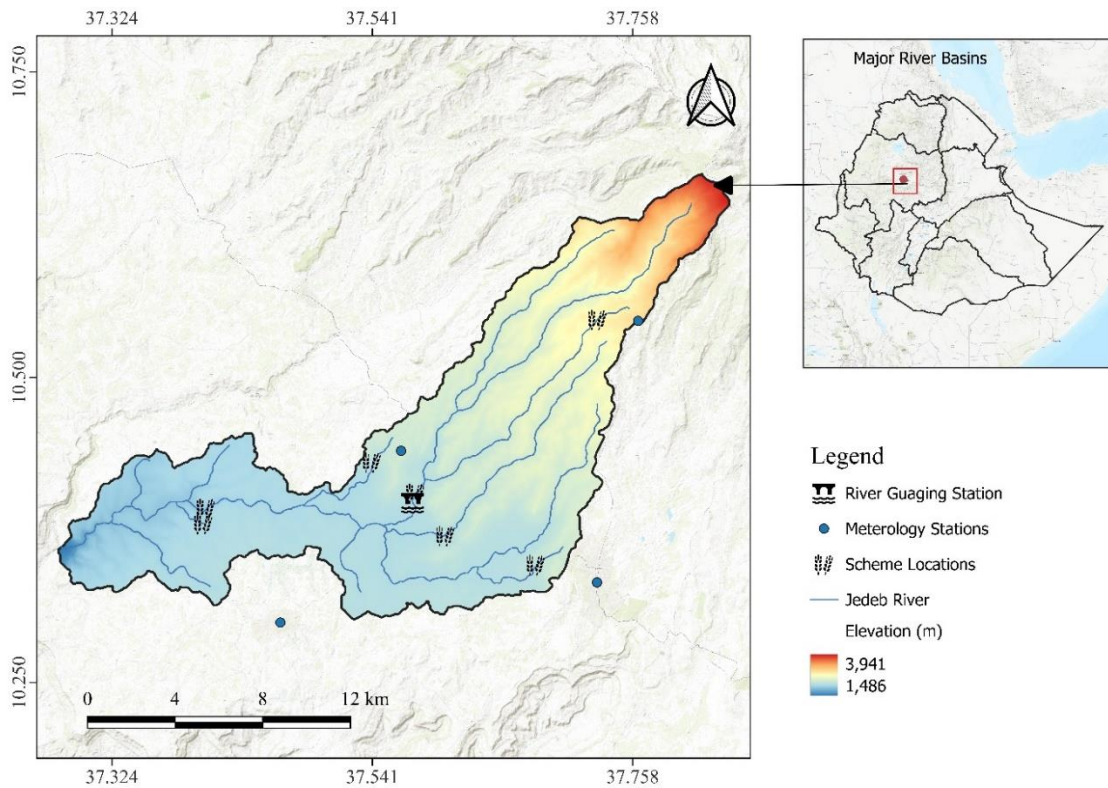 37.324 37.541 37.758
10.750
10.500
10.250
0 4 8 12 km
37.324 37.541 37.758
Major River Basins
Legend
River Guaging Station
Meterology Stations
Scheme Locations
Jedeb River
Elevation (m)
3,941
1,486